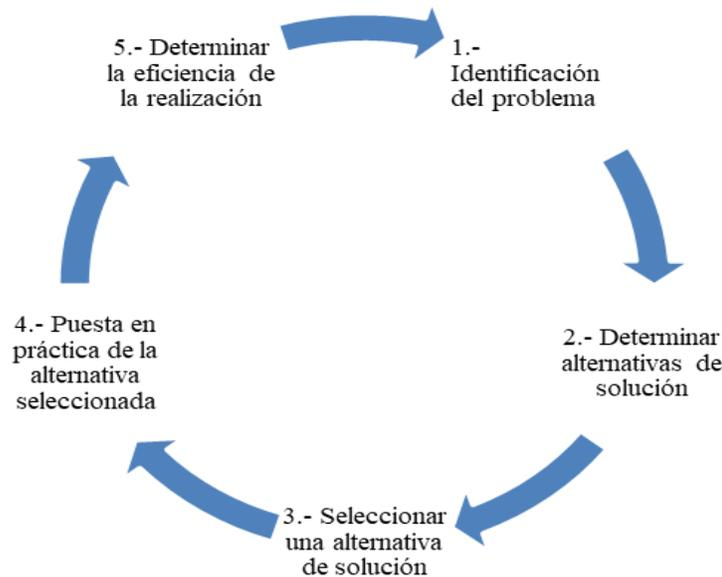 1.-
Identificación
del problema
2.- Determinar
alternativas de
solución
3.- Seleccionar
una alternativa
de solución
4.- Puesta en
práctica de la
alternativa
seleccionada
5.- Determinar
la eficiencia de
la realización